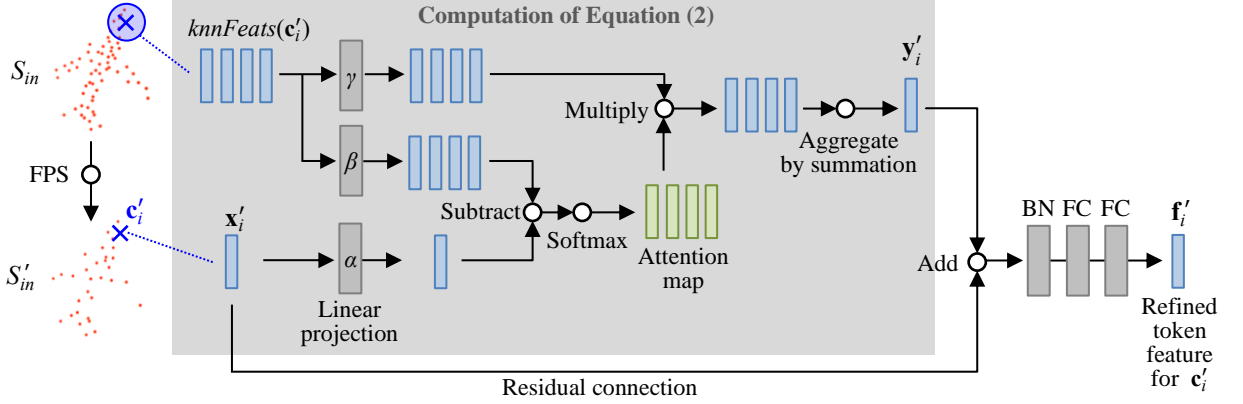 Computation of Equation (2)
knnFeats(c′ᵢ)
y′ᵢ
S_in
γ
Multiply
Aggregate
by summation
FPS
β
c′ᵢ
x′ᵢ
Subtract
Softmax
BN FC FC
f′ᵢ
S′_in
α
Attention
map
Add
Linear
projection
Refined
token
feature
for c′ᵢ
Residual connection